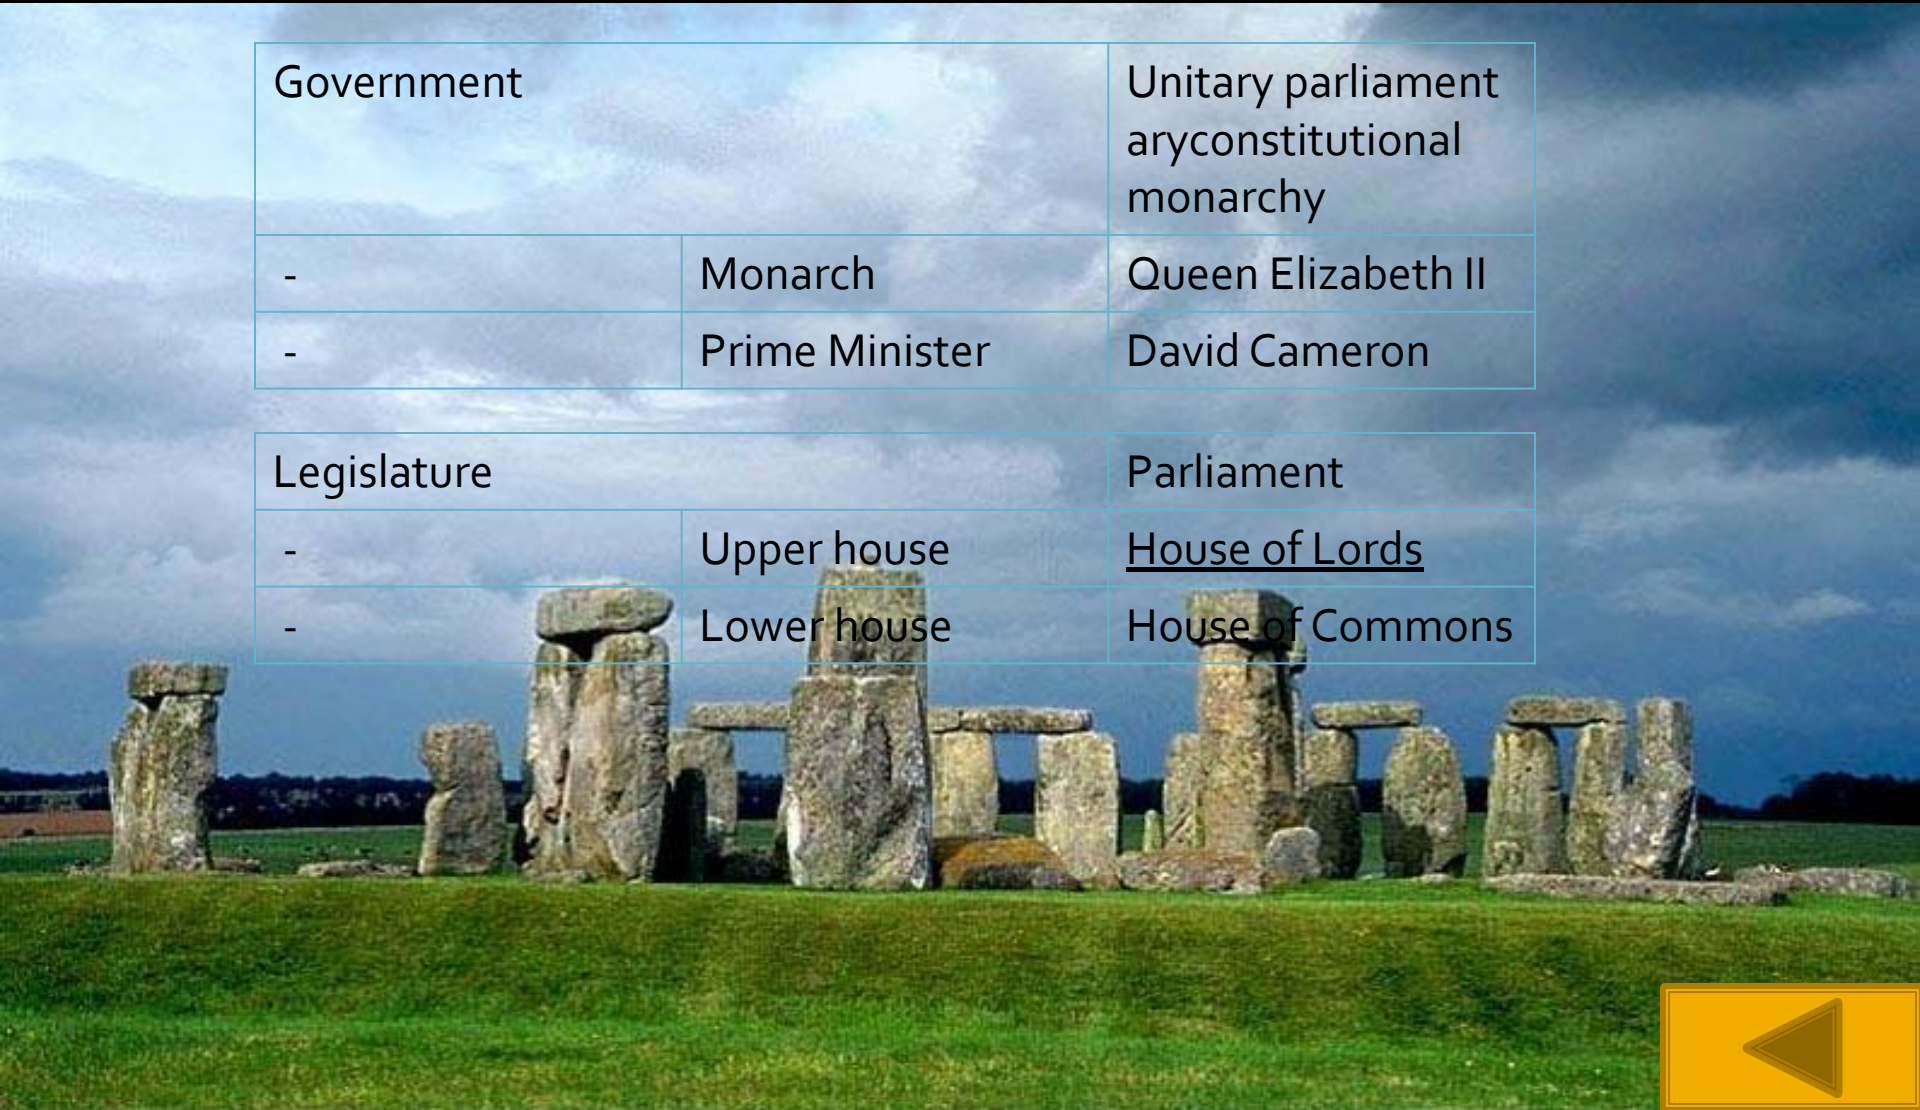 Government Unitary parliament
aryconstitutional
monarchy
- Monarch Queen Elizabeth II
- Prime Minister David Cameron
Legislature Parliament
- Upper house House of Lords
- Lower house House of Commons